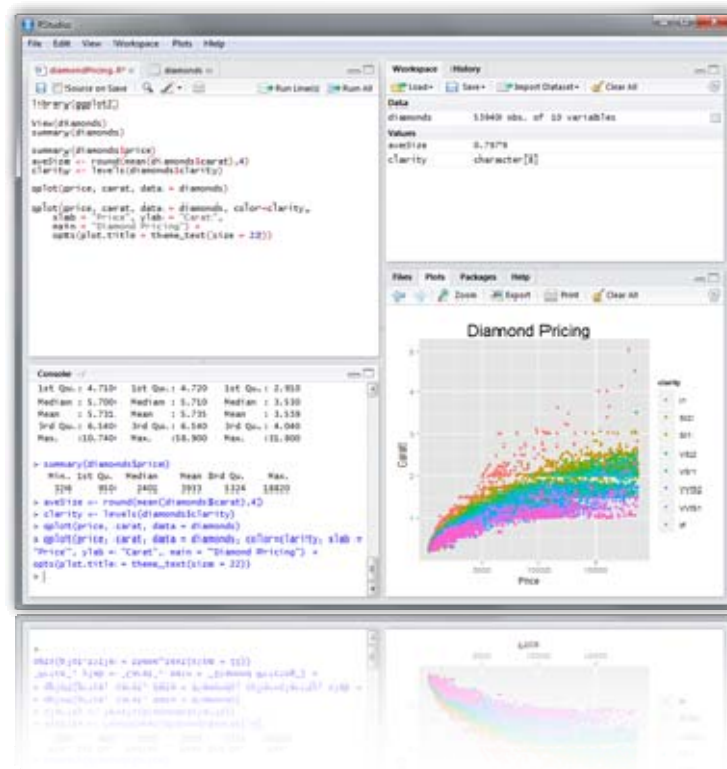 RStudio
File Edit View Workspace Plots Help
diamondPricing.R* diamonds
Source on Save Run Line(s) Run All
library(ggplot2)
View(diamonds)
summary(diamonds)
summary(diamonds$price)
aveSize <- round(mean(diamonds$carat),4)
clarity <- levels(diamonds$clarity)
qplot(price, carat, data = diamonds)
qplot(price, carat, data = diamonds, color=clarity,
xlab = "Price", ylab = "Carat",
main = "Diamond Pricing") +
opts(plot.title = theme_text(size = 22))
Workspace History
Load Save Import Dataset Clear All
Data
diamonds 53940 obs. of 10 variables
Values
aveSize 0.7979
clarity character[8]
Files Plots Packages Help
Zoom Export Print Clear All
Diamond Pricing
Carat
5
4
3
2
1
5000 10000 15000
Price
clarity
I1
SI2
SI1
VS2
VS1
VVS2
VVS1
IF
Console ~/
1st Qu.: 4.710 1st Qu.: 4.720 1st Qu.: 2.910
Median : 5.700 Median : 5.710 Median : 3.530
Mean : 5.731 Mean : 5.735 Mean : 3.539
3rd Qu.: 6.540 3rd Qu.: 6.540 3rd Qu.: 4.040
Max. :10.740 Max. :58.900 Max. :31.800
> summary(diamonds$price)
Min. 1st Qu. Median Mean 3rd Qu. Max.
326 950 2401 3933 5324 18820
> aveSize <- round(mean(diamonds$carat),4)
> clarity <- levels(diamonds$clarity)
> qplot(price, carat, data = diamonds)
> qplot(price, carat, data = diamonds, color=clarity, xlab =
"Price", ylab = "Carat", main = "Diamond Pricing") +
opts(plot.title = theme_text(size = 22))
>